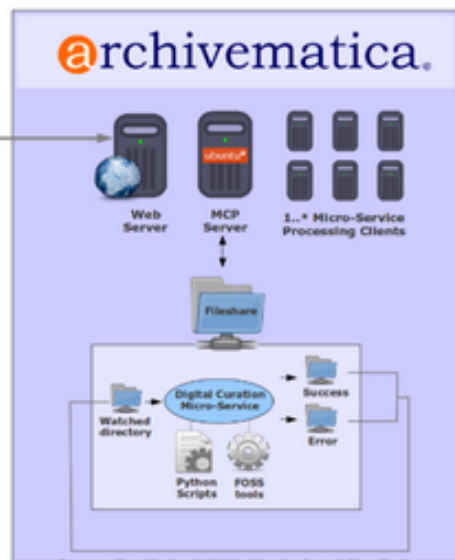 archivematica®
ubuntu®
Web
Server
MCP
Server
1..* Micro-Service
Processing Clients
Fileshare
Digital Curation
Micro-Service
Success
Watched
directory
Error
Python
Scripts
FOSS
tools